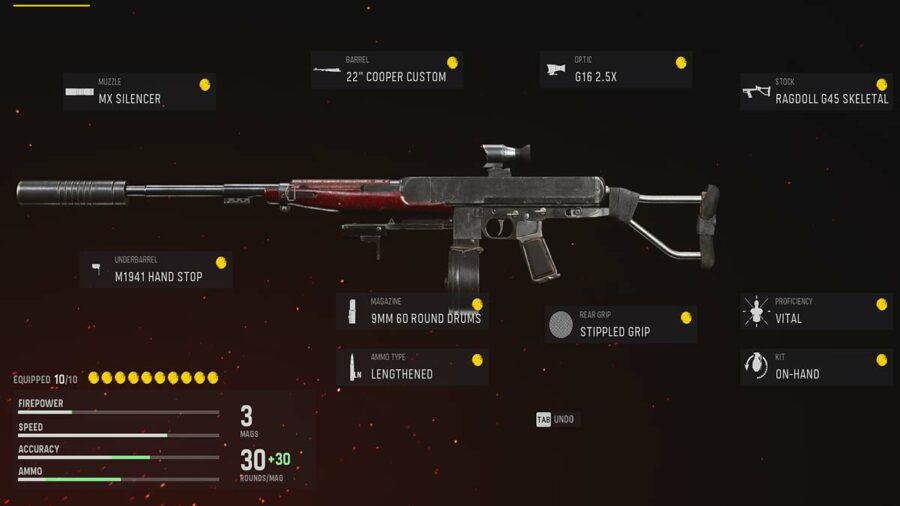 MUZZLE
MX SILENCER
BARREL
22" COOPER CUSTOM
OPTIC
G16 2.5X
STOCK
RAGDOLL G45 SKELETAL
UNDERBARREL
M1941 HAND STOP
MAGAZINE
9MM 60 ROUND DRUMS
REAR GRIP
STIPPLED GRIP
PROFICIENCY
VITAL
AMMO TYPE
LENGTHENED
KIT
ON-HAND
LN
EQUIPPED 10/10
FIREPOWER
SPEED
ACCURACY
AMMO
3
MAGS
30+30
ROUNDS/MAG
TAB UNDO